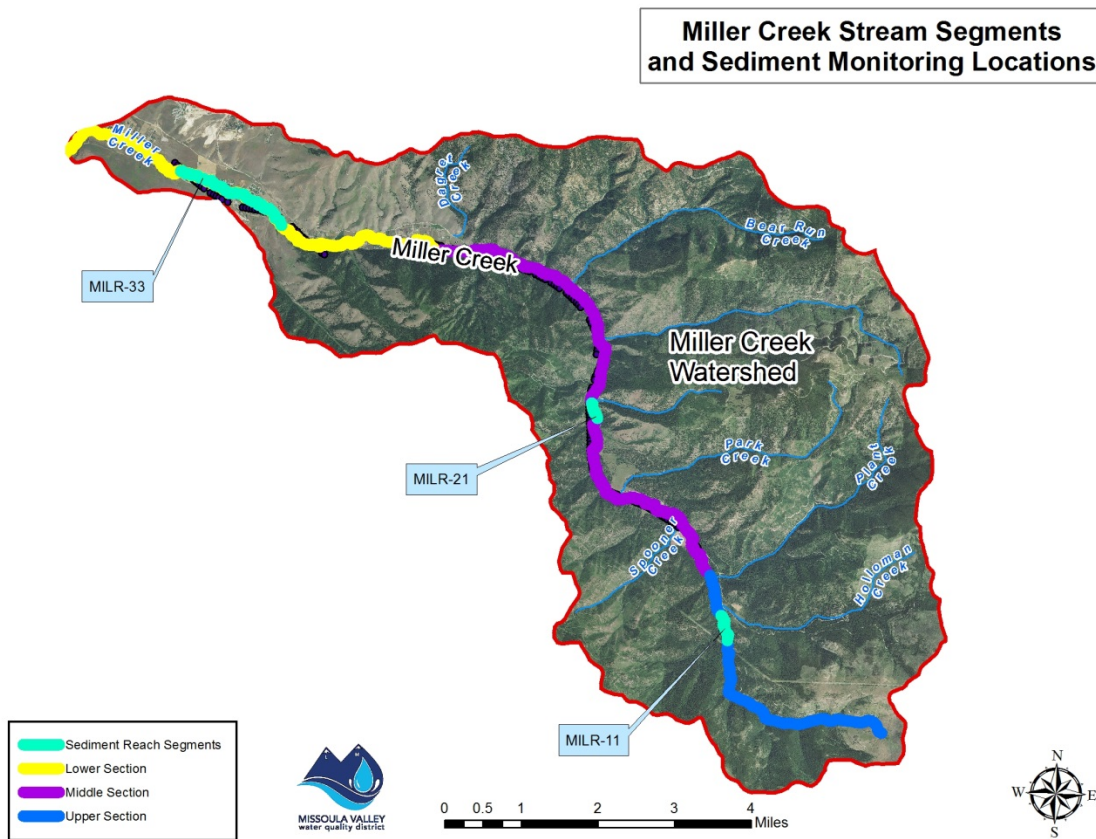 Miller Creek Stream Segments
and Sediment Monitoring Locations
Miller
Creek
Dagret
Creek
Bear Run
Creek
Miller Creek
MILR-33
Miller Creek
Watershed
MILR-21
Park
Creek
Plant
Creek
Spooner
Creek
Holloman
Creek
MILR-11
Sediment Reach Segments
Lower Section
Middle Section
Upper Section
MISSOULA VALLEY
water quality district
0 0.5 1 2 3 4
Miles
N
W E
S